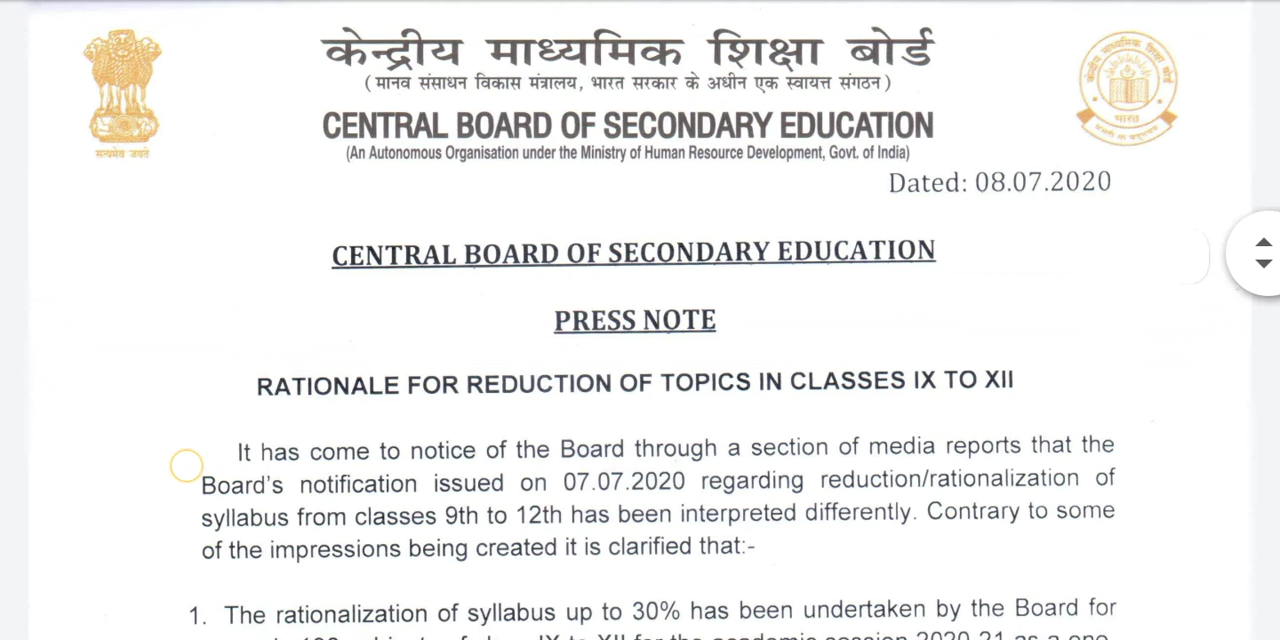 केन्द्रीय माध्यमिक शिक्षा बोर्ड
(मानव संसाधन विकास मंत्रालय, भारत सरकार के अधीन एक स्वायत्त संगठन)
CENTRAL BOARD OF SECONDARY EDUCATION
(An Autonomous Organisation under the Ministry of Human Resource Development, Govt. of India)
सत्यमेव जयते
केन्द्रीय माध्यमिक शिक्षा बोर्ड
भारत
Dated: 08.07.2020
CENTRAL BOARD OF SECONDARY EDUCATION
PRESS NOTE
RATIONALE FOR REDUCTION OF TOPICS IN CLASSES IX TO XII
It has come to notice of the Board through a section of media reports that the
Board's notification issued on 07.07.2020 regarding reduction/rationalization of
syllabus from classes 9th to 12th has been interpreted differently. Contrary to some
of the impressions being created it is clarified that:-
1. The rationalization of syllabus up to 30% has been undertaken by the Board for